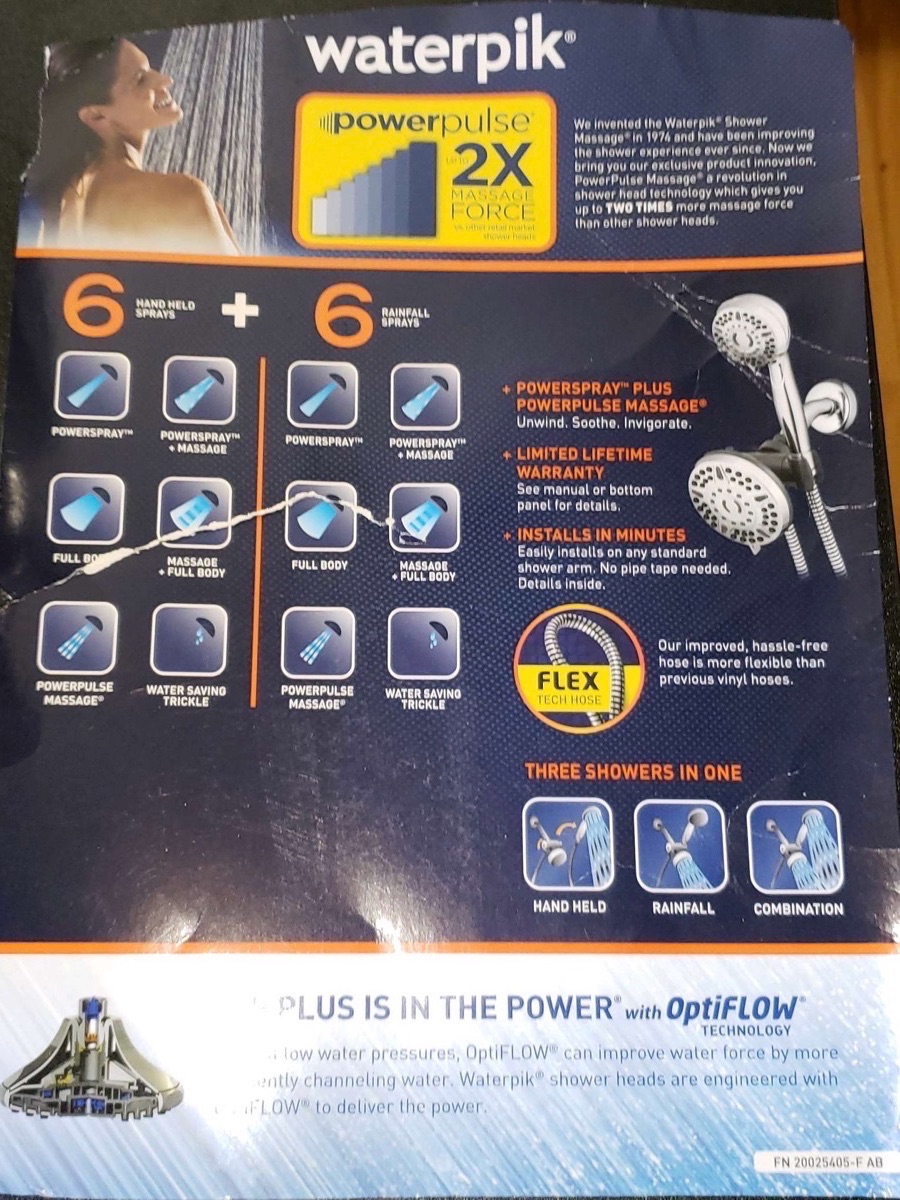 waterpik®
powerpulse®
UP TO
2X
MASSAGE
FORCE
vs. other retail market
shower heads
We invented the Waterpik® Shower
Massage® in 1974 and have been improving
the shower experience ever since. Now we
bring you our exclusive product innovation,
PowerPulse Massage® a revolution in
shower head technology which gives you
up to TWO TIMES more massage force
than other shower heads.
6 HAND HELD
SPRAYS
+
6 RAINFALL
SPRAYS
POWERSPRAY™
POWERSPRAY™
+ MASSAGE
POWERSPRAY™
POWERSPRAY™
+ MASSAGE
FULL BO
MASSAGE
+ FULL BODY
FULL BODY
MASSAGE
+ FULL BODY
POWERPULSE
MASSAGE®
WATER SAVING
TRICKLE
POWERPULSE
MASSAGE®
WATER SAVING
TRICKLE
+ POWERSPRAY™ PLUS
POWERPULSE MASSAGE®
Unwind. Soothe. Invigorate.
+ LIMITED LIFETIME
WARRANTY
See manual or bottom
panel for details.
+ INSTALLS IN MINUTES
Easily installs on any standard
shower arm. No pipe tape needed.
Details inside.
FLEX
TECH HOSE
Our improved, hassle-free
hose is more flexible than
previous vinyl hoses.
THREE SHOWERS IN ONE
HAND HELD
RAINFALL
COMBINATION
PLUS IS IN THE POWER® with OptiFLOW®
TECHNOLOGY
low water pressures, OptiFLOW® can improve water force by more
ently channeling water. Waterpik® shower heads are engineered with
iFLOW® to deliver the power.
FN 20025405-F AB